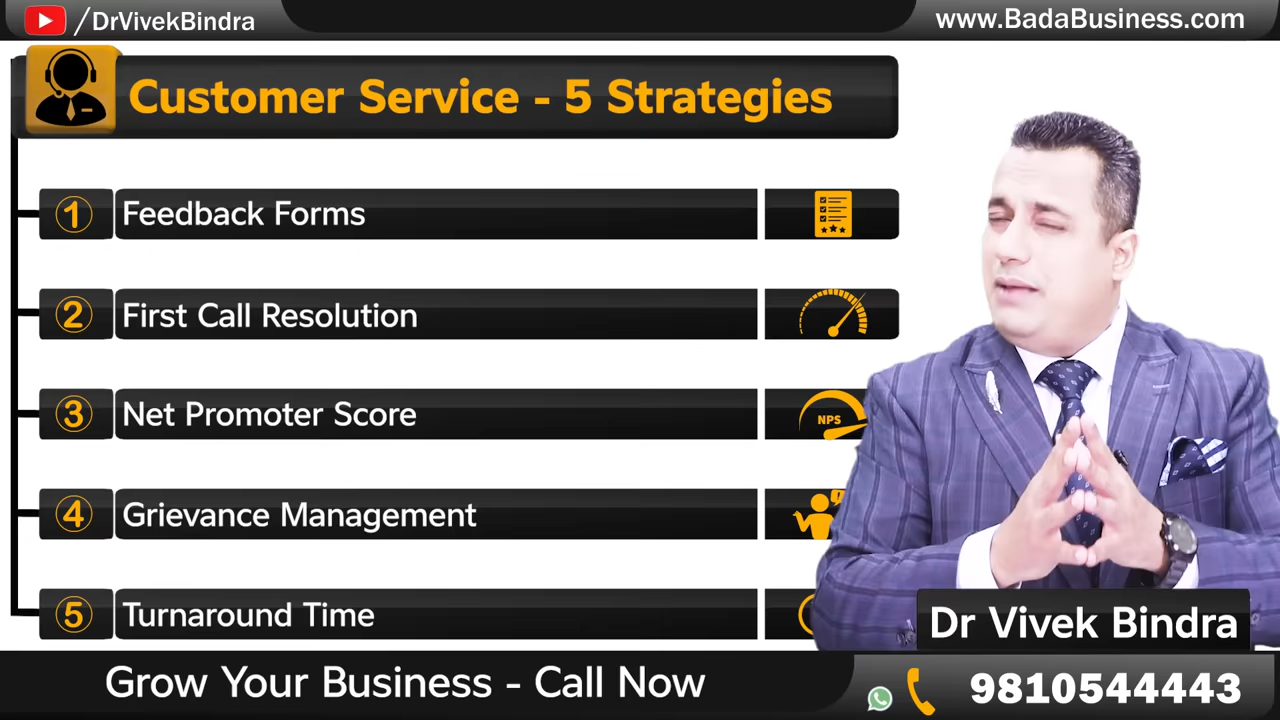 /DrVivekBindra
www.BadaBusiness.com
Customer Service - 5 Strategies
1 Feedback Forms
2 First Call Resolution
3 Net Promoter Score
NPS
4 Grievance Management
5 Turnaround Time
Dr Vivek Bindra
Grow Your Business - Call Now
9810544443